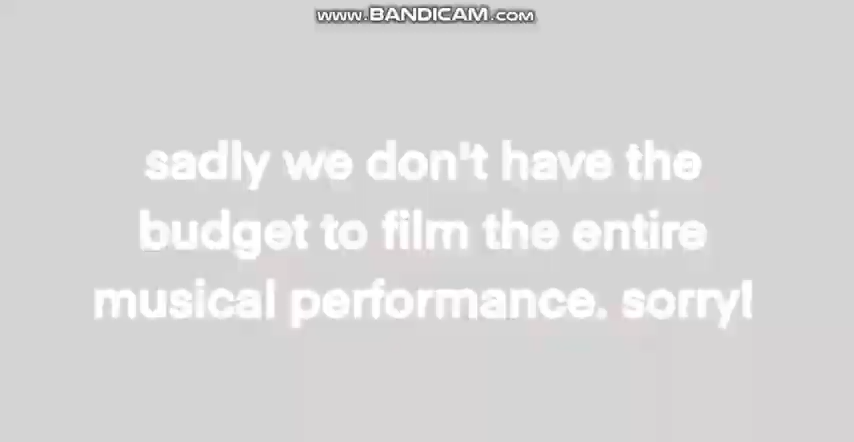 www.BANDICAM.com
sadly we don't have the
budget to film the entire
musical performance. sorry!